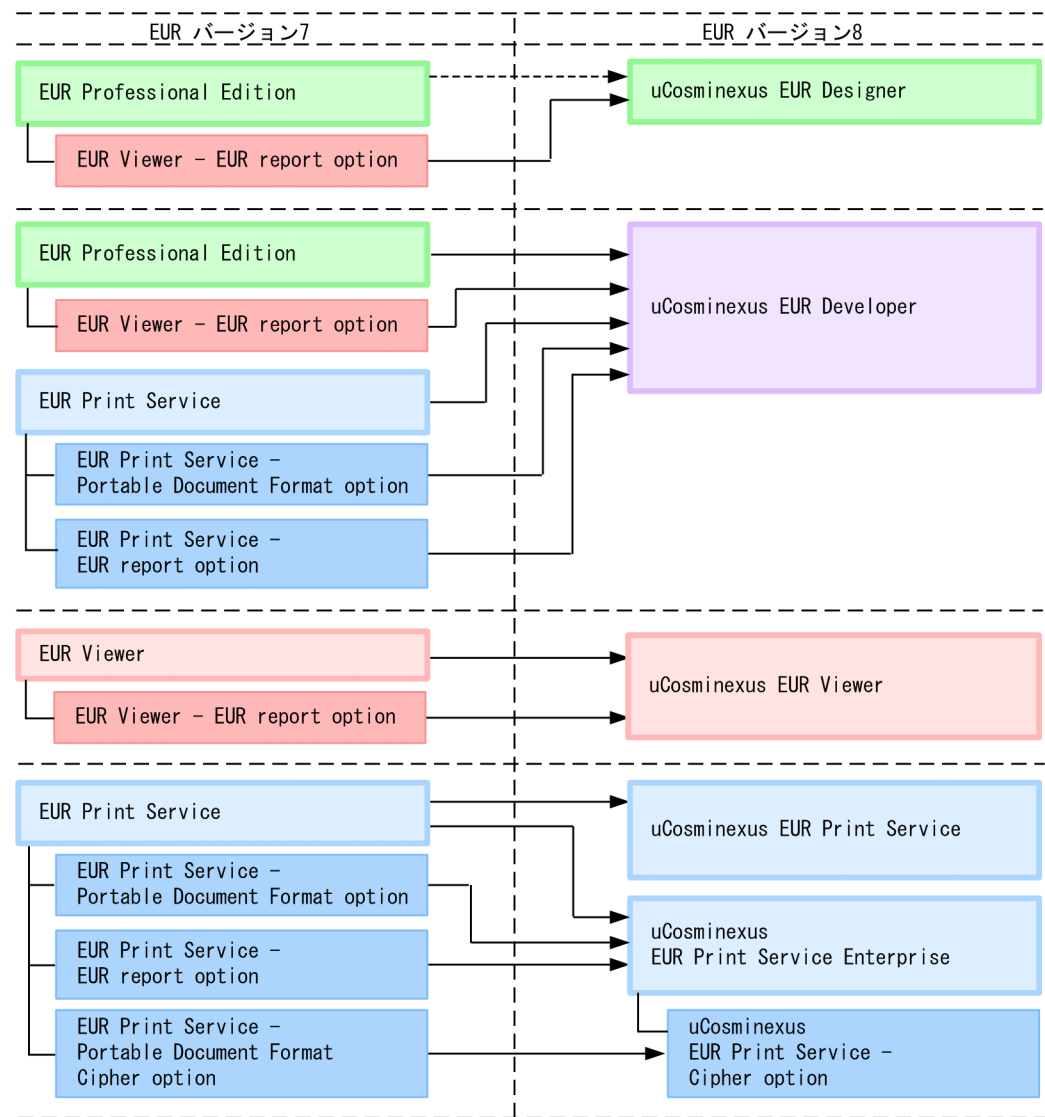 EUR バージョン7
EUR バージョン8
EUR Professional Edition
EUR Viewer － EUR report option
uCosminexus EUR Designer
EUR Professional Edition
EUR Viewer － EUR report option
EUR Print Service
EUR Print Service －
Portable Document Format option
EUR Print Service －
EUR report option
uCosminexus EUR Developer
EUR Viewer
EUR Viewer － EUR report option
uCosminexus EUR Viewer
EUR Print Service
EUR Print Service －
Portable Document Format option
EUR Print Service －
EUR report option
EUR Print Service －
Portable Document Format
Cipher option
uCosminexus EUR Print Service
uCosminexus
EUR Print Service Enterprise
uCosminexus
EUR Print Service －
Cipher option